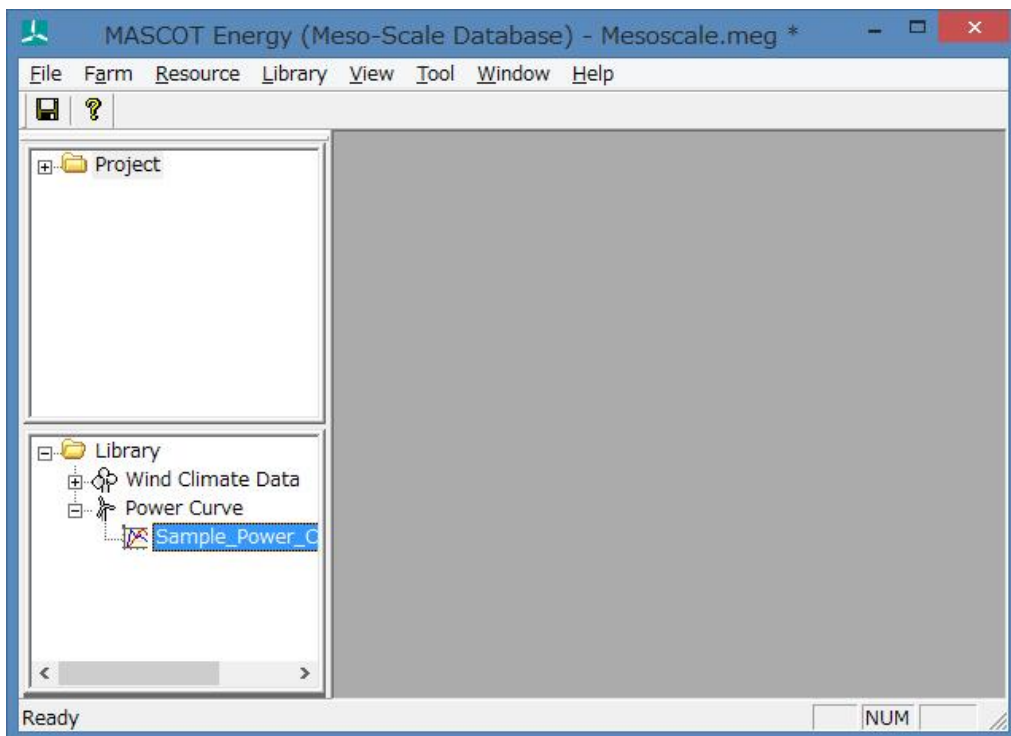 MASCOT Energy (Meso-Scale Database) - Mesoscale.meg *
File Farm Resource Library View Tool Window Help
Project
Library
Wind Climate Data
Power Curve
Sample_Power_C
Ready NUM